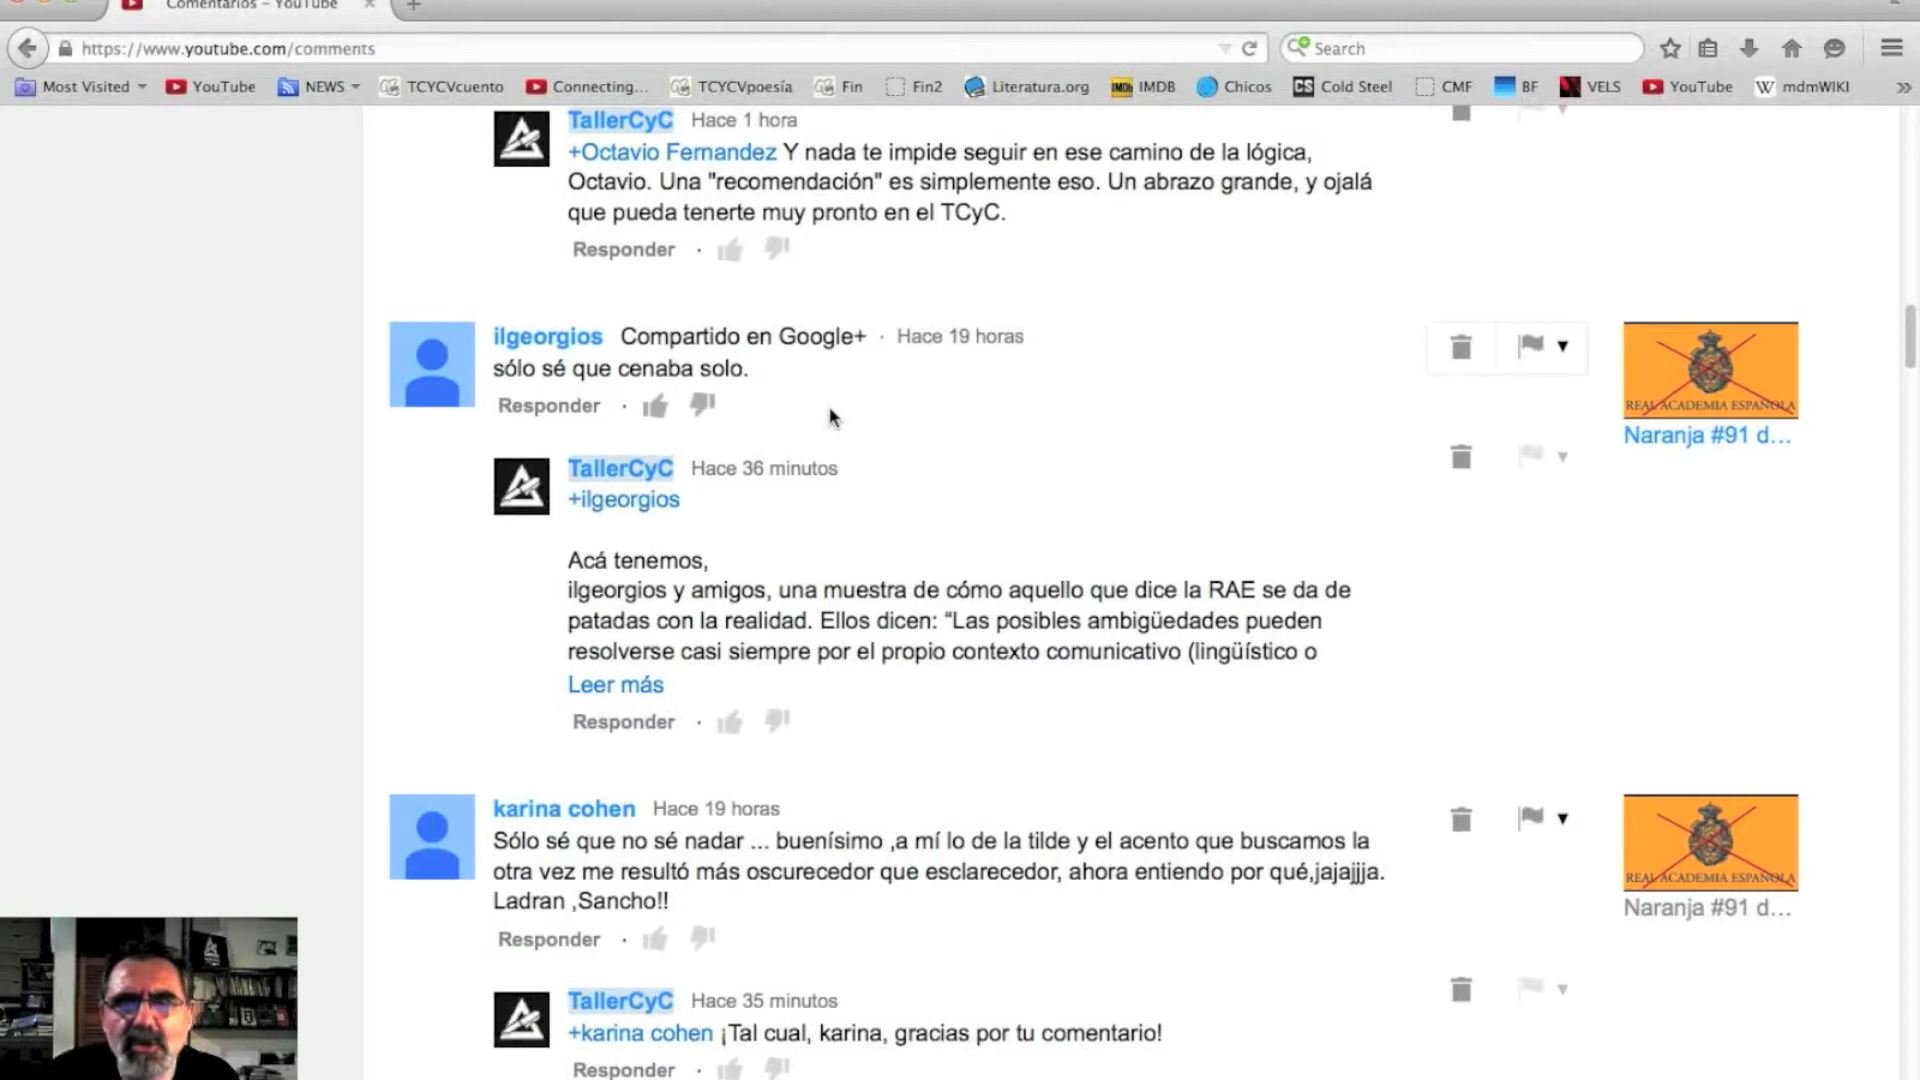 Comentarios – YouTube
https://www.youtube.com/comments
Search
Most Visited
YouTube
NEWS
TCYCVcuento
Connecting...
TCYCVpoesía
Fin
Fin2
Literatura.org
IMDB
Chicos
CS Cold Steel
CMF
BF
VELS
YouTube
W mdmWIKI
TallerCyC Hace 1 hora
+Octavio Fernandez Y nada te impide seguir en ese camino de la lógica,
Octavio. Una "recomendación" es simplemente eso. Un abrazo grande, y ojalá
que pueda tenerte muy pronto en el TCyC.
Responder ·
ilgeorgios Compartido en Google+ · Hace 19 horas
sólo sé que cenaba solo.
Responder ·
REAL ACADEMIA ESPAÑOLA
Naranja #91 d...
TallerCyC Hace 36 minutos
+ilgeorgios
Acá tenemos,
ilgeorgios y amigos, una muestra de cómo aquello que dice la RAE se da de
patadas con la realidad. Ellos dicen: “Las posibles ambigüedades pueden
resolverse casi siempre por el propio contexto comunicativo (lingüístico o
Leer más
Responder ·
karina cohen Hace 19 horas
Sólo sé que no sé nadar ... buenísimo ,a mí lo de la tilde y el acento que buscamos la
otra vez me resultó más oscurecedor que esclarecedor, ahora entiendo por qué,jajajjja.
Ladran ,Sancho!!
Responder ·
REAL ACADEMIA ESPAÑOLA
Naranja #91 d...
TallerCyC Hace 35 minutos
+karina cohen ¡Tal cual, karina, gracias por tu comentario!
Responder ·